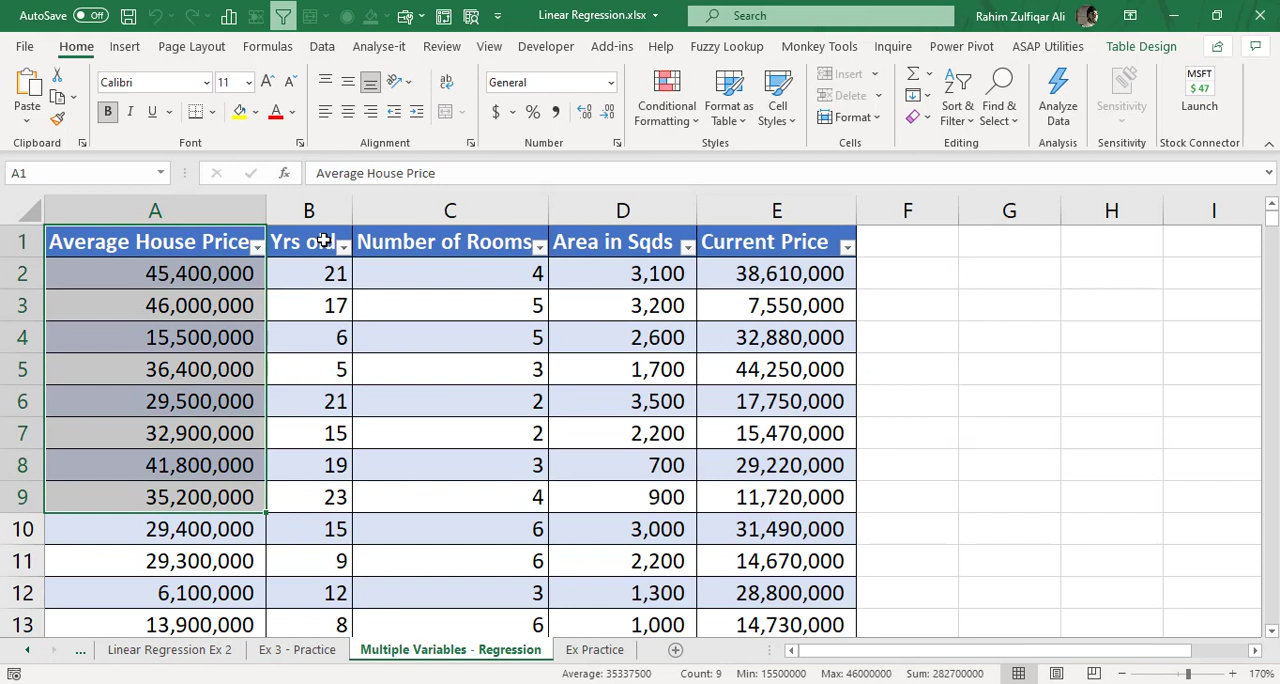 AutoSave Off Linear Regression.xlsx Search Rahim Zulfiqar Ali
File Home Insert Page Layout Formulas Data Analyse-it Review View Developer Add-ins Help Fuzzy Lookup Monkey Tools Inquire Power Pivot ASAP Utilities Table Design
Paste Calibri 11 General Conditional Formatting Format as Table Cell Styles Insert Delete Format Sort & Filter Find & Select Analyze Data Sensitivity MSFT $ 47 Launch
Clipboard Font Alignment Number Styles Cells Editing Analysis Sensitivity Stock Connector
A1 fx Average House Price
A B C D E F G H I
1 Average House Price Yrs old Number of Rooms Area in Sqds Current Price
2 45,400,000 21 4 3,100 38,610,000
3 46,000,000 17 5 3,200 7,550,000
4 15,500,000 6 5 2,600 32,880,000
5 36,400,000 5 3 1,700 44,250,000
6 29,500,000 21 2 3,500 17,750,000
7 32,900,000 15 2 2,200 15,470,000
8 41,800,000 19 3 700 29,220,000
9 35,200,000 23 4 900 11,720,000
10 29,400,000 15 6 3,000 31,490,000
11 29,300,000 9 6 2,200 14,670,000
12 6,100,000 12 3 1,300 28,800,000
13 13,900,000 8 6 1,000 14,730,000
... Linear Regression Ex 2 Ex 3 - Practice Multiple Variables - Regression Ex Practice
Average: 35337500 Count: 9 Min: 15500000 Max: 46000000 Sum: 282700000 170%